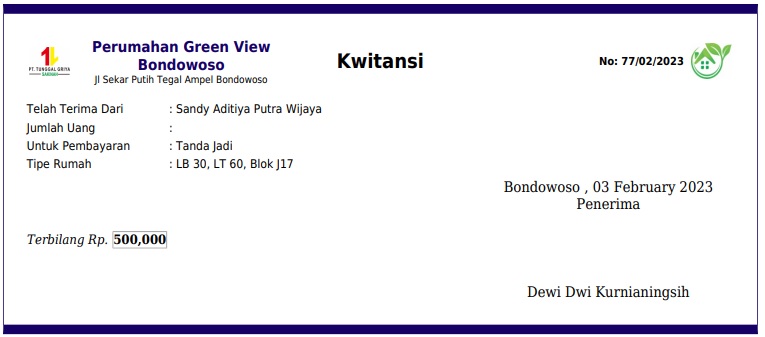 PT. TUNGGAL GRIYA
SAKINAH
Perumahan Green View
Bondowoso
Jl Sekar Putih Tegal Ampel Bondowoso
Kwitansi
No: 77/02/2023
Telah Terima Dari : Sandy Aditiya Putra Wijaya
Jumlah Uang :
Untuk Pembayaran : Tanda Jadi
Tipe Rumah : LB 30, LT 60, Blok J17
Bondowoso , 03 February 2023
Penerima
Terbilang Rp. 500,000
Dewi Dwi Kurnianingsih